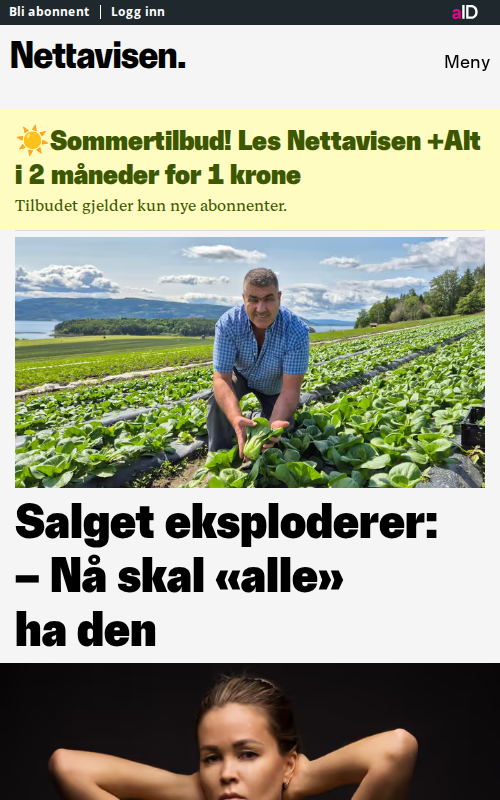 Bli abonnent
Logg inn
aID
Nettavisen.
Meny
☀️Sommertilbud! Les Nettavisen +Alt
i 2 måneder for 1 krone
Tilbudet gjelder kun nye abonnenter.
Salget eksploderer:
– Nå skal «alle»
ha den